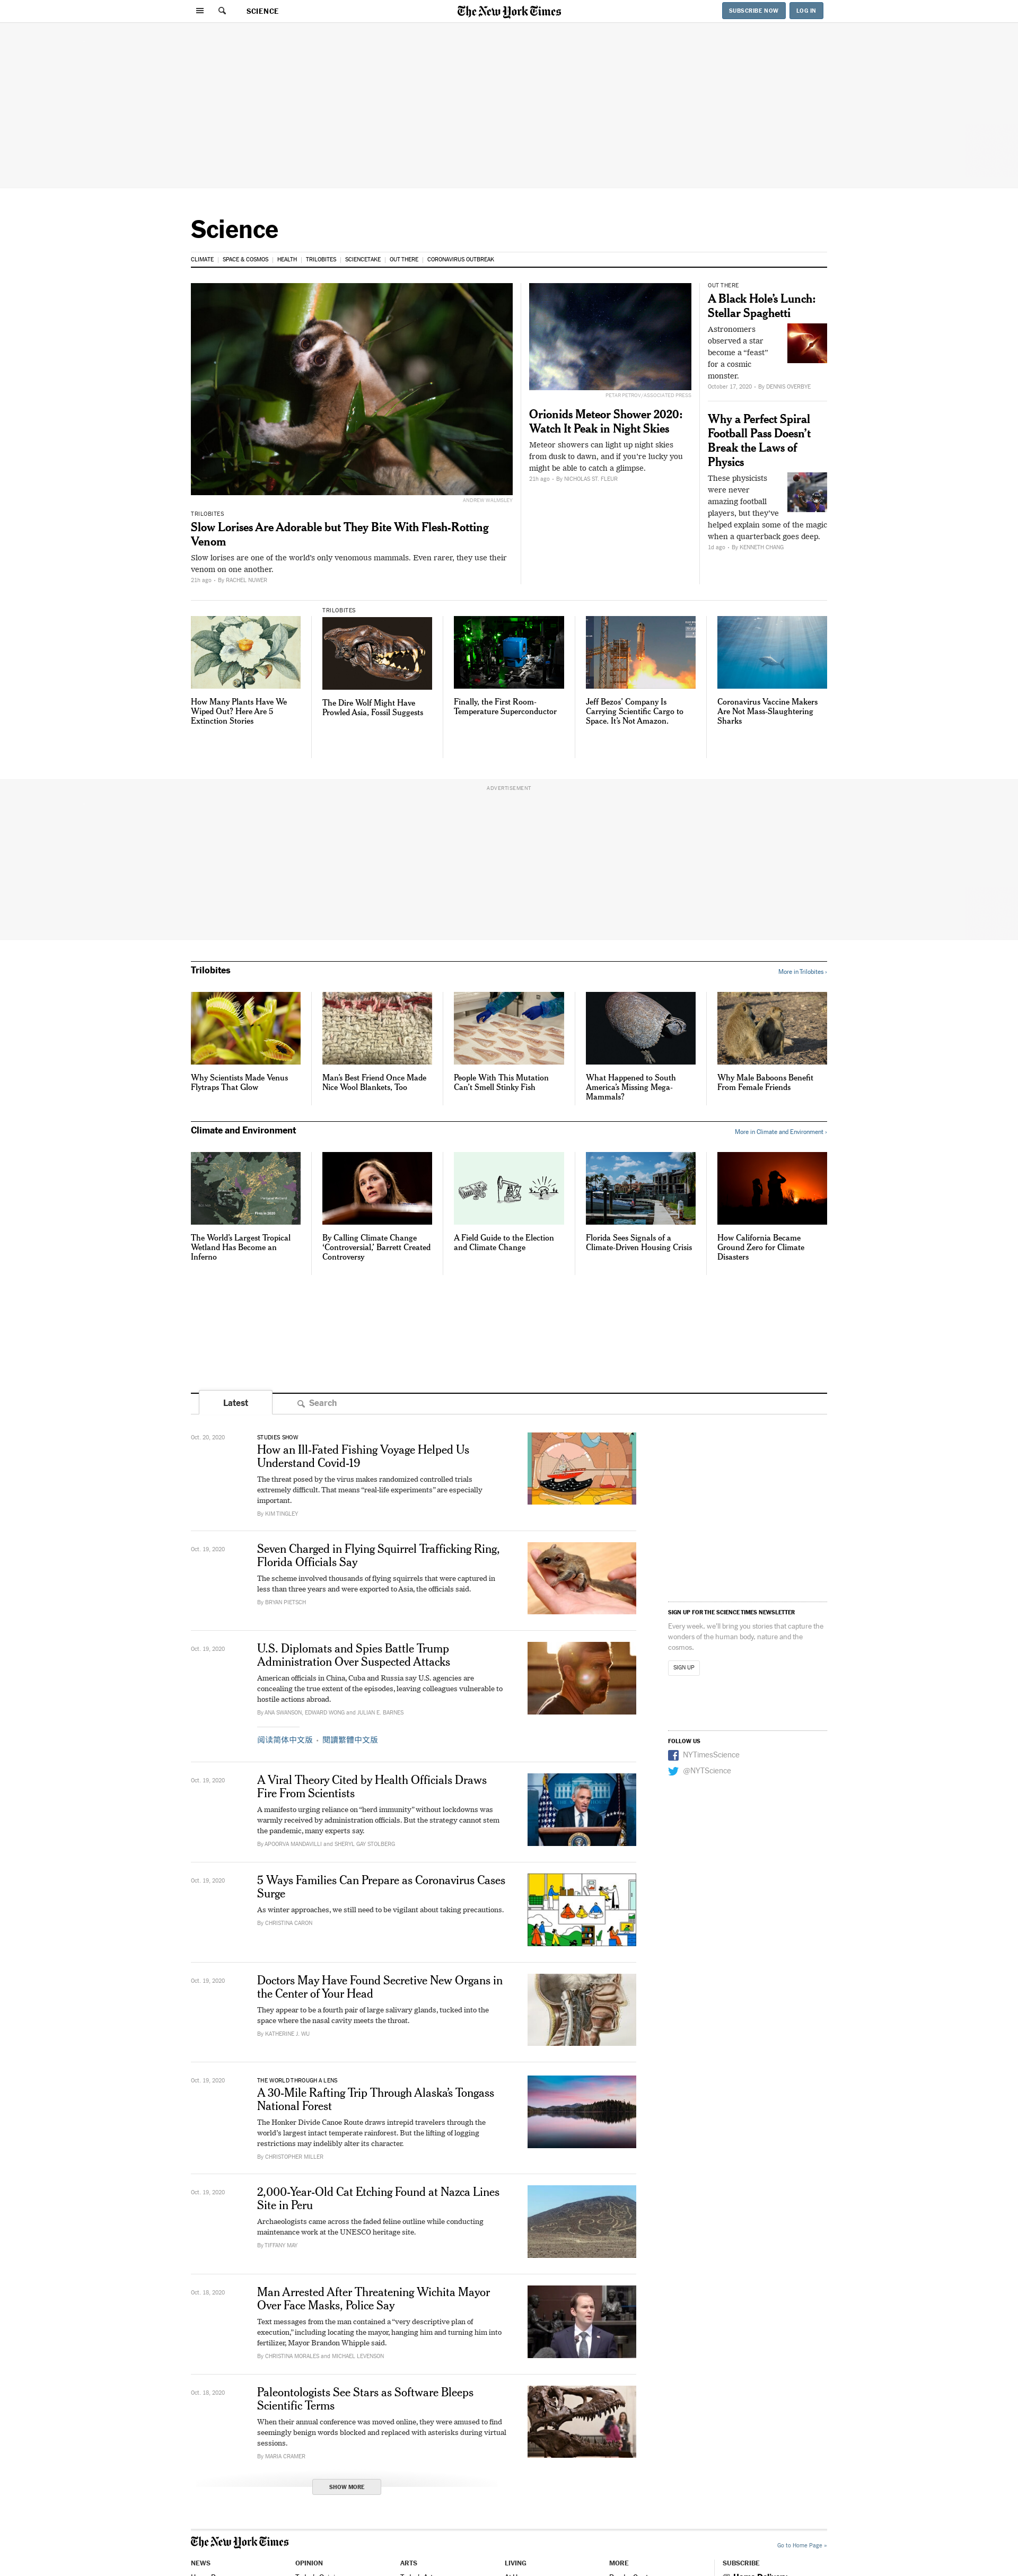 SCIENCE
The New York Times
SUBSCRIBE NOW
LOG IN
Science
CLIMATE
SPACE & COSMOS
HEALTH
TRILOBITES
SCIENCETAKE
OUT THERE
CORONAVIRUS OUTBREAK
ANDREW WALMSLEY
TRILOBITES
Slow Lorises Are Adorable but They Bite With Flesh-Rotting
Venom
Slow lorises are one of the world's only venomous mammals. Even rarer, they use their
venom on one another.
21h ago - By RACHEL NUWER
PETAR PETROV/ASSOCIATED PRESS
Orionids Meteor Shower 2020:
Watch It Peak in Night Skies
Meteor showers can light up night skies
from dusk to dawn, and if you're lucky you
might be able to catch a glimpse.
21h ago - By NICHOLAS ST. FLEUR
OUT THERE
A Black Hole's Lunch:
Stellar Spaghetti
Astronomers
observed a star
become a “feast”
for a cosmic
monster.
October 17, 2020 - By DENNIS OVERBYE
Why a Perfect Spiral
Football Pass Doesn't
Break the Laws of
Physics
These physicists
were never
amazing football
players, but they've
helped explain some of the magic
when a quarterback goes deep.
1d ago - By KENNETH CHANG
How Many Plants Have We
Wiped Out? Here Are 5
Extinction Stories
TRILOBITES
The Dire Wolf Might Have
Prowled Asia, Fossil Suggests
Finally, the First Room-
Temperature Superconductor
Jeff Bezos' Company Is
Carrying Scientific Cargo to
Space. It's Not Amazon.
Coronavirus Vaccine Makers
Are Not Mass-Slaughtering
Sharks
ADVERTISEMENT
Trilobites
More in Trilobites ›
Why Scientists Made Venus
Flytraps That Glow
Man's Best Friend Once Made
Nice Wool Blankets, Too
People With This Mutation
Can't Smell Stinky Fish
What Happened to South
America's Missing Mega-
Mammals?
Why Male Baboons Benefit
From Female Friends
Climate and Environment
More in Climate and Environment ›
The World's Largest Tropical
Wetland Has Become an
Inferno
By Calling Climate Change
'Controversial,' Barrett Created
Controversy
A Field Guide to the Election
and Climate Change
Florida Sees Signals of a
Climate-Driven Housing Crisis
How California Became
Ground Zero for Climate
Disasters
Latest
Search
Oct. 20, 2020
STUDIES SHOW
How an Ill-Fated Fishing Voyage Helped Us
Understand Covid-19
The threat posed by the virus makes randomized controlled trials
extremely difficult. That means “real-life experiments” are especially
important.
By KIM TINGLEY
Oct. 19, 2020
Seven Charged in Flying Squirrel Trafficking Ring,
Florida Officials Say
The scheme involved thousands of flying squirrels that were captured in
less than three years and were exported to Asia, the officials said.
By BRYAN PIETSCH
SIGN UP FOR THE SCIENCE TIMES NEWSLETTER
Every week, we'll bring you stories that capture the
wonders of the human body, nature and the
cosmos.
SIGN UP
Oct. 19, 2020
U.S. Diplomats and Spies Battle Trump
Administration Over Suspected Attacks
American officials in China, Cuba and Russia say U.S. agencies are
concealing the true extent of the episodes, leaving colleagues vulnerable to
hostile actions abroad.
By ANA SWANSON, EDWARD WONG and JULIAN E. BARNES
阅读简体中文版 · 閱讀繁體中文版
FOLLOW US
NYTimesScience
@NYTScience
Oct. 19, 2020
A Viral Theory Cited by Health Officials Draws
Fire From Scientists
A manifesto urging reliance on “herd immunity” without lockdowns was
warmly received by administration officials. But the strategy cannot stem
the pandemic, many experts say.
By APOORVA MANDAVILLI and SHERYL GAY STOLBERG
Oct. 19, 2020
5 Ways Families Can Prepare as Coronavirus Cases
Surge
As winter approaches, we still need to be vigilant about taking precautions.
By CHRISTINA CARON
Oct. 19, 2020
Doctors May Have Found Secretive New Organs in
the Center of Your Head
They appear to be a fourth pair of large salivary glands, tucked into the
space where the nasal cavity meets the throat.
By KATHERINE J. WU
Oct. 19, 2020
THE WORLD THROUGH A LENS
A 30-Mile Rafting Trip Through Alaska's Tongass
National Forest
The Honker Divide Canoe Route draws intrepid travelers through the
world's largest intact temperate rainforest. But the lifting of logging
restrictions may indelibly alter its character.
By CHRISTOPHER MILLER
Oct. 19, 2020
2,000-Year-Old Cat Etching Found at Nazca Lines
Site in Peru
Archaeologists came across the faded feline outline while conducting
maintenance work at the UNESCO heritage site.
By TIFFANY MAY
Oct. 18, 2020
Man Arrested After Threatening Wichita Mayor
Over Face Masks, Police Say
Text messages from the man contained a “very descriptive plan of
execution,” including locating the mayor, hanging him and turning him into
fertilizer, Mayor Brandon Whipple said.
By CHRISTINA MORALES and MICHAEL LEVENSON
Oct. 18, 2020
Paleontologists See Stars as Software Bleeps
Scientific Terms
When their annual conference was moved online, they were amused to find
seemingly benign words blocked and replaced with asterisks during virtual
sessions.
By MARIA CRAMER
SHOW MORE
The New York Times
Go to Home Page »
NEWS
OPINION
ARTS
LIVING
MORE
SUBSCRIBE